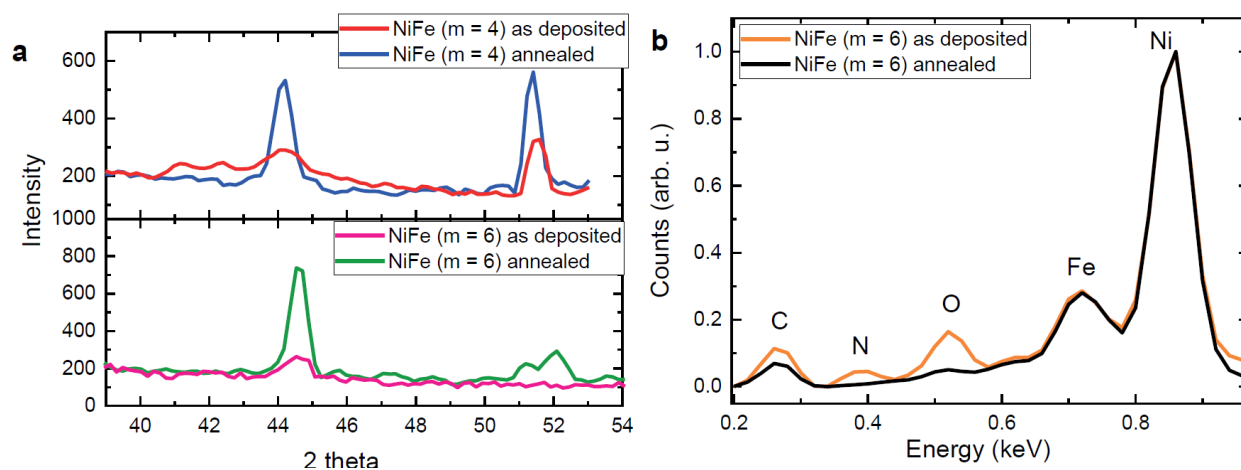 a
NiFe (m = 4) as deposited
NiFe (m = 4) annealed
600
400
200
1000
NiFe (m = 6) as deposited
NiFe (m = 6) annealed
800
600
400
200
0
40 42 44 46 48 50 52 54
2 theta
Intensity
b
NiFe (m = 6) as deposited
NiFe (m = 6) annealed
Ni
Fe
O
N
C
1.0
0.8
0.6
0.4
0.2
0.0
0.2 0.4 0.6 0.8
Energy (keV)
Counts (arb. u.)